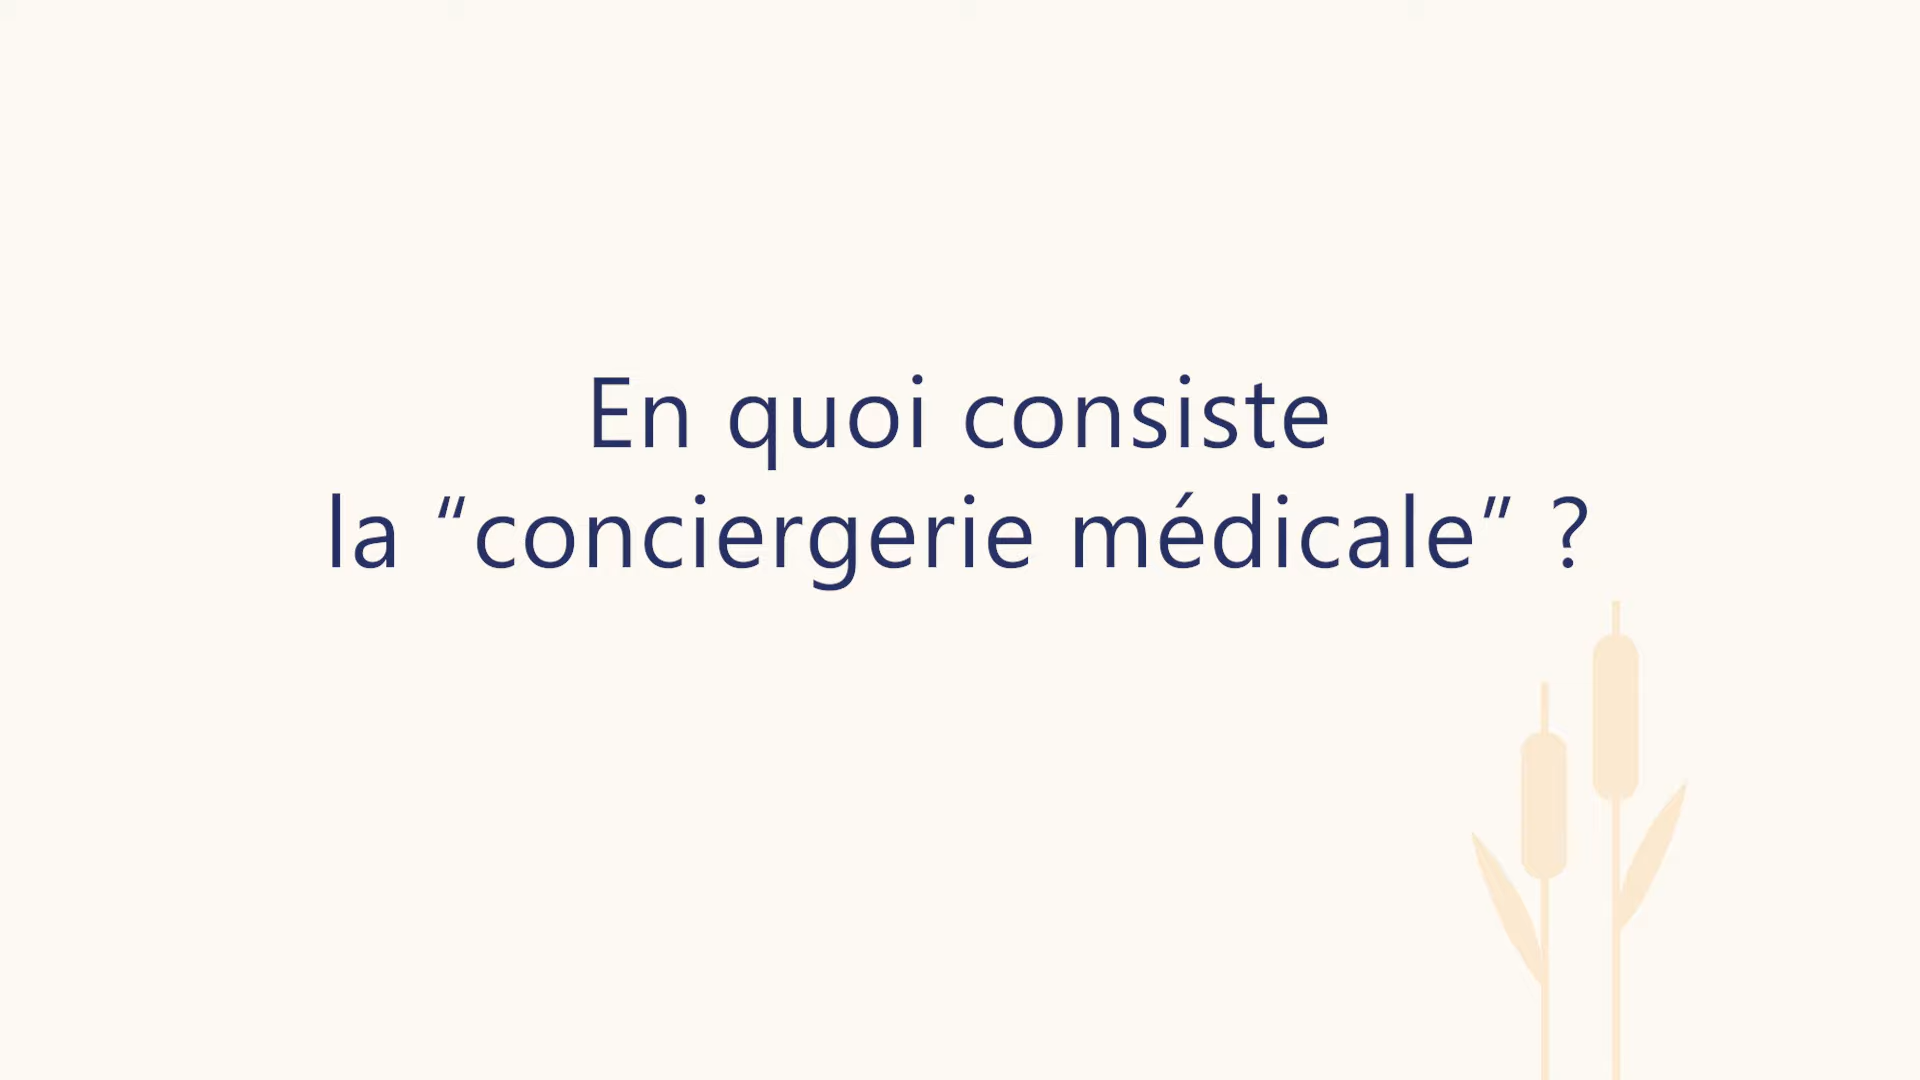 En quoi consiste
la “conciergerie médicale” ?